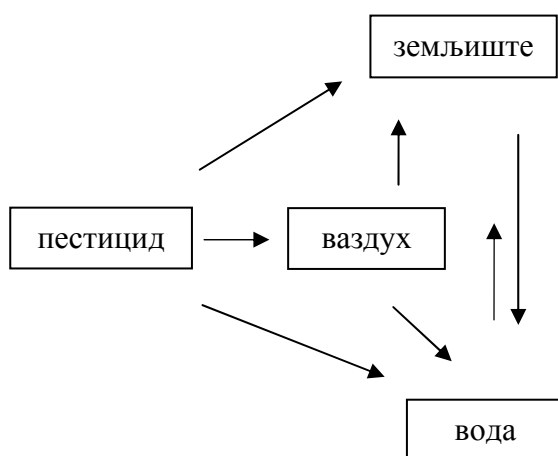 земљиште
пестицид
ваздух
вода